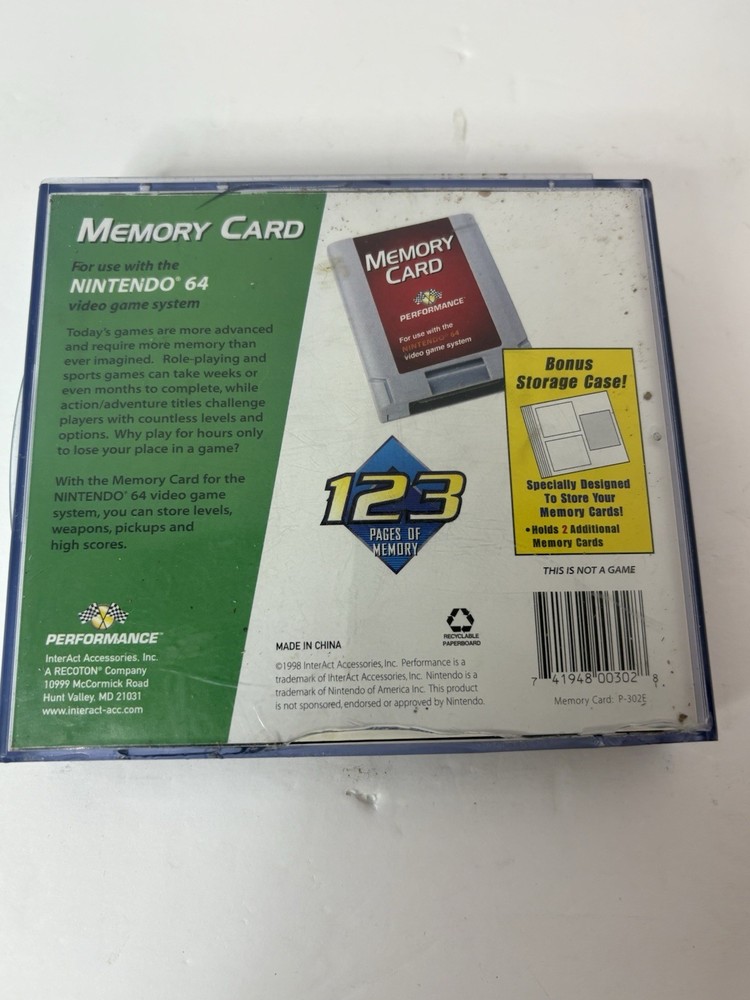 MEMORY CARD
For use with the
NINTENDO® 64
video game system
Today's games are more advanced
and require more memory than
ever imagined. Role-playing and
sports games can take weeks or
even months to complete, while
action/adventure titles challenge
players with countless levels and
options. Why play for hours only
to lose your place in a game?
With the Memory Card for the
NINTENDO® 64 video game
system, you can store levels,
weapons, pickups and
high scores.
PERFORMANCE™
InterAct Accessories, Inc.
A RECOTON® Company
10999 McCormick Road
Hunt Valley, MD 21031
www.interact-acc.com
MEMORY
CARD
PERFORMANCE™
For use with the
NINTENDO® 64
video game system
123
PAGES OF
MEMORY
Bonus
Storage Case!
Specially Designed
To Store Your
Memory Cards!
•Holds 2 Additional
Memory Cards
THIS IS NOT A GAME
MADE IN CHINA
RECYCLABLE
PAPERBOARD
©1998 InterAct Accessories, Inc. Performance is a
trademark of InterAct Accessories, Inc. Nintendo is a
trademark of Nintendo of America Inc. This product
is not sponsored, endorsed or approved by Nintendo.
7 41948 00302 8
Memory Card: P-302E